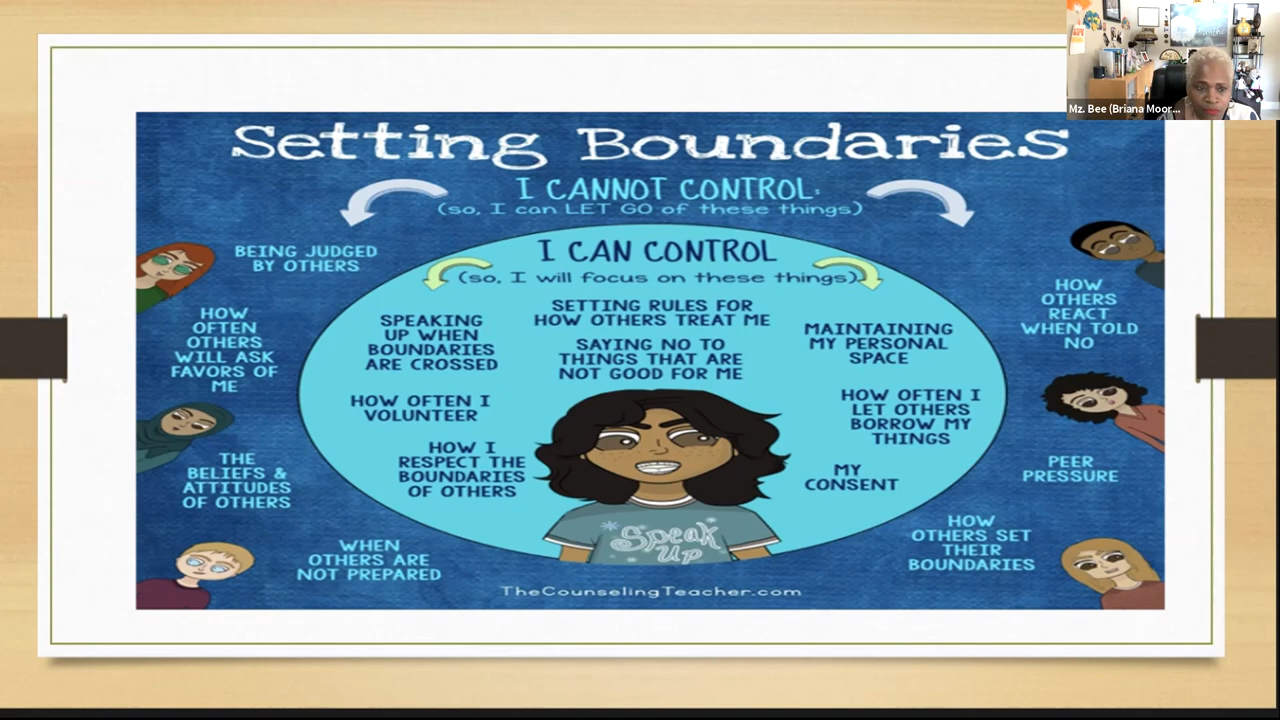 Mz. Bee (Briana Moor...
Setting Boundaries
I CANNOT CONTROL:
(so, I can LET GO of these things)
BEING JUDGED
BY OTHERS
HOW
OFTEN
OTHERS
WILL ASK
FAVORS OF
ME
THE
BELIEFS &
ATTITUDES
OF OTHERS
WHEN
OTHERS ARE
NOT PREPARED
I CAN CONTROL
(so, I will focus on these things)
SPEAKING
UP WHEN
BOUNDARIES
ARE CROSSED
HOW OFTEN I
VOLUNTEER
HOW I
RESPECT THE
BOUNDARIES
OF OTHERS
SETTING RULES FOR
HOW OTHERS TREAT ME
SAYING NO TO
THINGS THAT ARE
NOT GOOD FOR ME
MAINTAINING
MY PERSONAL
SPACE
HOW OFTEN I
LET OTHERS
BORROW MY
THINGS
MY
CONSENT
Speak
Up
HOW
OTHERS
REACT
WHEN TOLD
NO
PEER
PRESSURE
HOW
OTHERS SET
THEIR
BOUNDARIES
TheCounselingTeacher.com